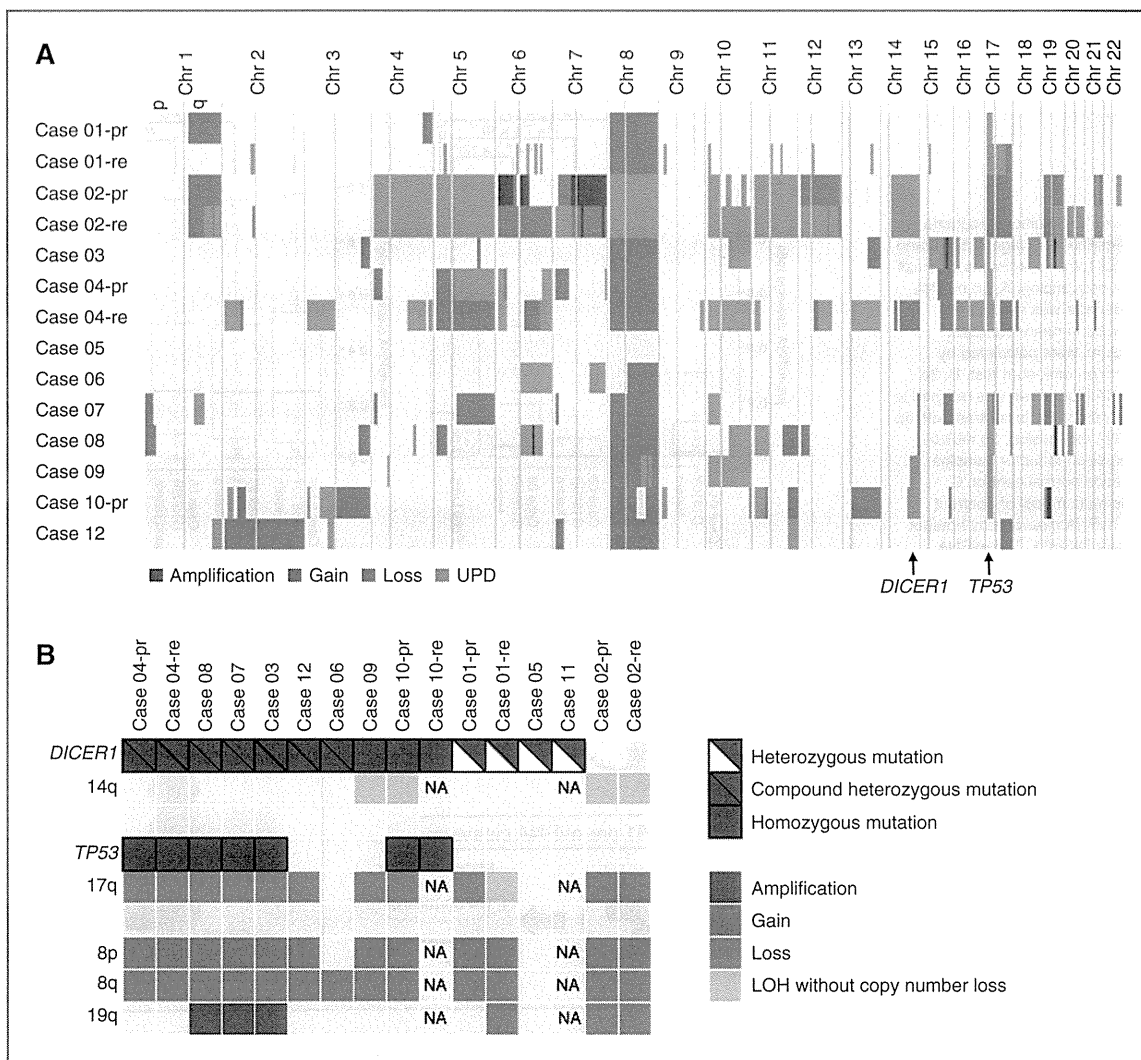 A
Chr 1
Chr 2
Chr 3
Chr 4
Chr 5
Chr 6
Chr 7
Chr 8
Chr 9
Chr 10
Chr 11
Chr 12
Chr 13
Chr 14
Chr 15
Chr 16
Chr 17
Chr 18
Chr 19
Chr 20
Chr 21
Chr 22
p
q
Case 01-pr
Case 01-re
Case 02-pr
Case 02-re
Case 03
Case 04-pr
Case 04-re
Case 05
Case 06
Case 07
Case 08
Case 09
Case 10-pr
Case 12
Amplification Gain Loss UPD
DICER1 TP53
B
Case 04-pr
Case 04-re
Case 08
Case 07
Case 03
Case 12
Case 06
Case 09
Case 10-pr
Case 10-re
Case 01-pr
Case 01-re
Case 05
Case 11
Case 02-pr
Case 02-re
DICER1
14q NA NA
TP53
17q NA NA
8p NA NA
8q NA NA
19q NA NA
Heterozygous mutation
Compound heterozygous mutation
Homozygous mutation
Amplification
Gain
Loss
LOH without copy number loss